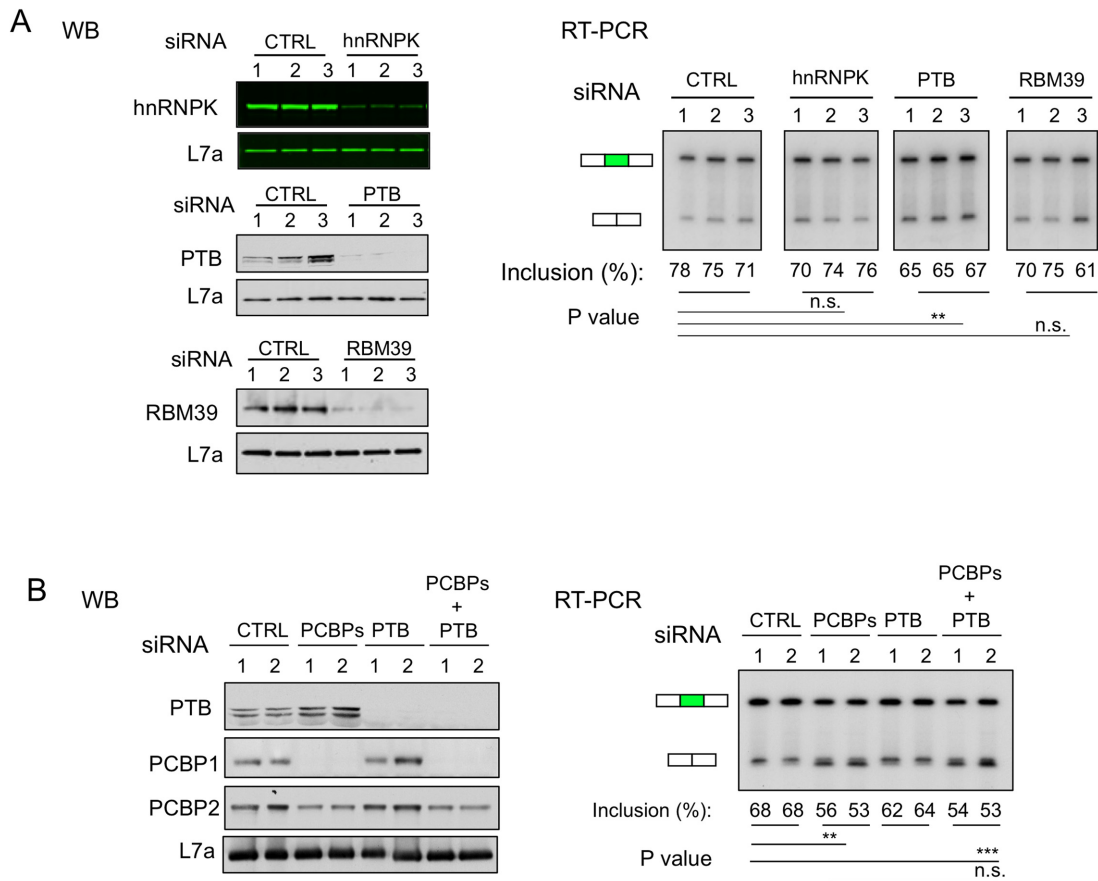 A
WB
siRNA CTRL hnRNPK
1 2 3 1 2 3
hnRNPK
L7a
siRNA CTRL PTB
1 2 3 1 2 3
PTB
L7a
siRNA CTRL RBM39
1 2 3 1 2 3
RBM39
L7a
RT-PCR
siRNA CTRL hnRNPK PTB RBM39
1 2 3 1 2 3 1 2 3 1 2 3
Inclusion (%): 78 75 71 70 74 76 65 65 67 70 75 61
P value
n.s.
**
n.s.
B
WB
siRNA CTRL PCBPs PTB PCBPs + PTB
1 2 1 2 1 2 1 2
PTB
PCBP1
PCBP2
L7a
RT-PCR
siRNA CTRL PCBPs PTB PCBPs + PTB
1 2 1 2 1 2 1 2
Inclusion (%): 68 68 56 53 62 64 54 53
P value
**
***
n.s.